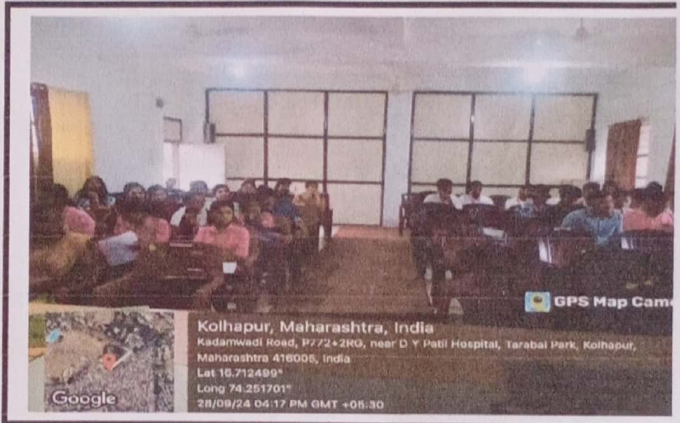 GPS Map Cam
Kolhapur, Maharashtra, India
Kadamwadi Road, P772+2RG, near D Y Patil Hospital, Tarabai Park, Kolhapur,
Maharashtra 416005, India
Lat 16.712499°
Long 74.251701°
28/09/24 04:17 PM GMT +05:30
Google